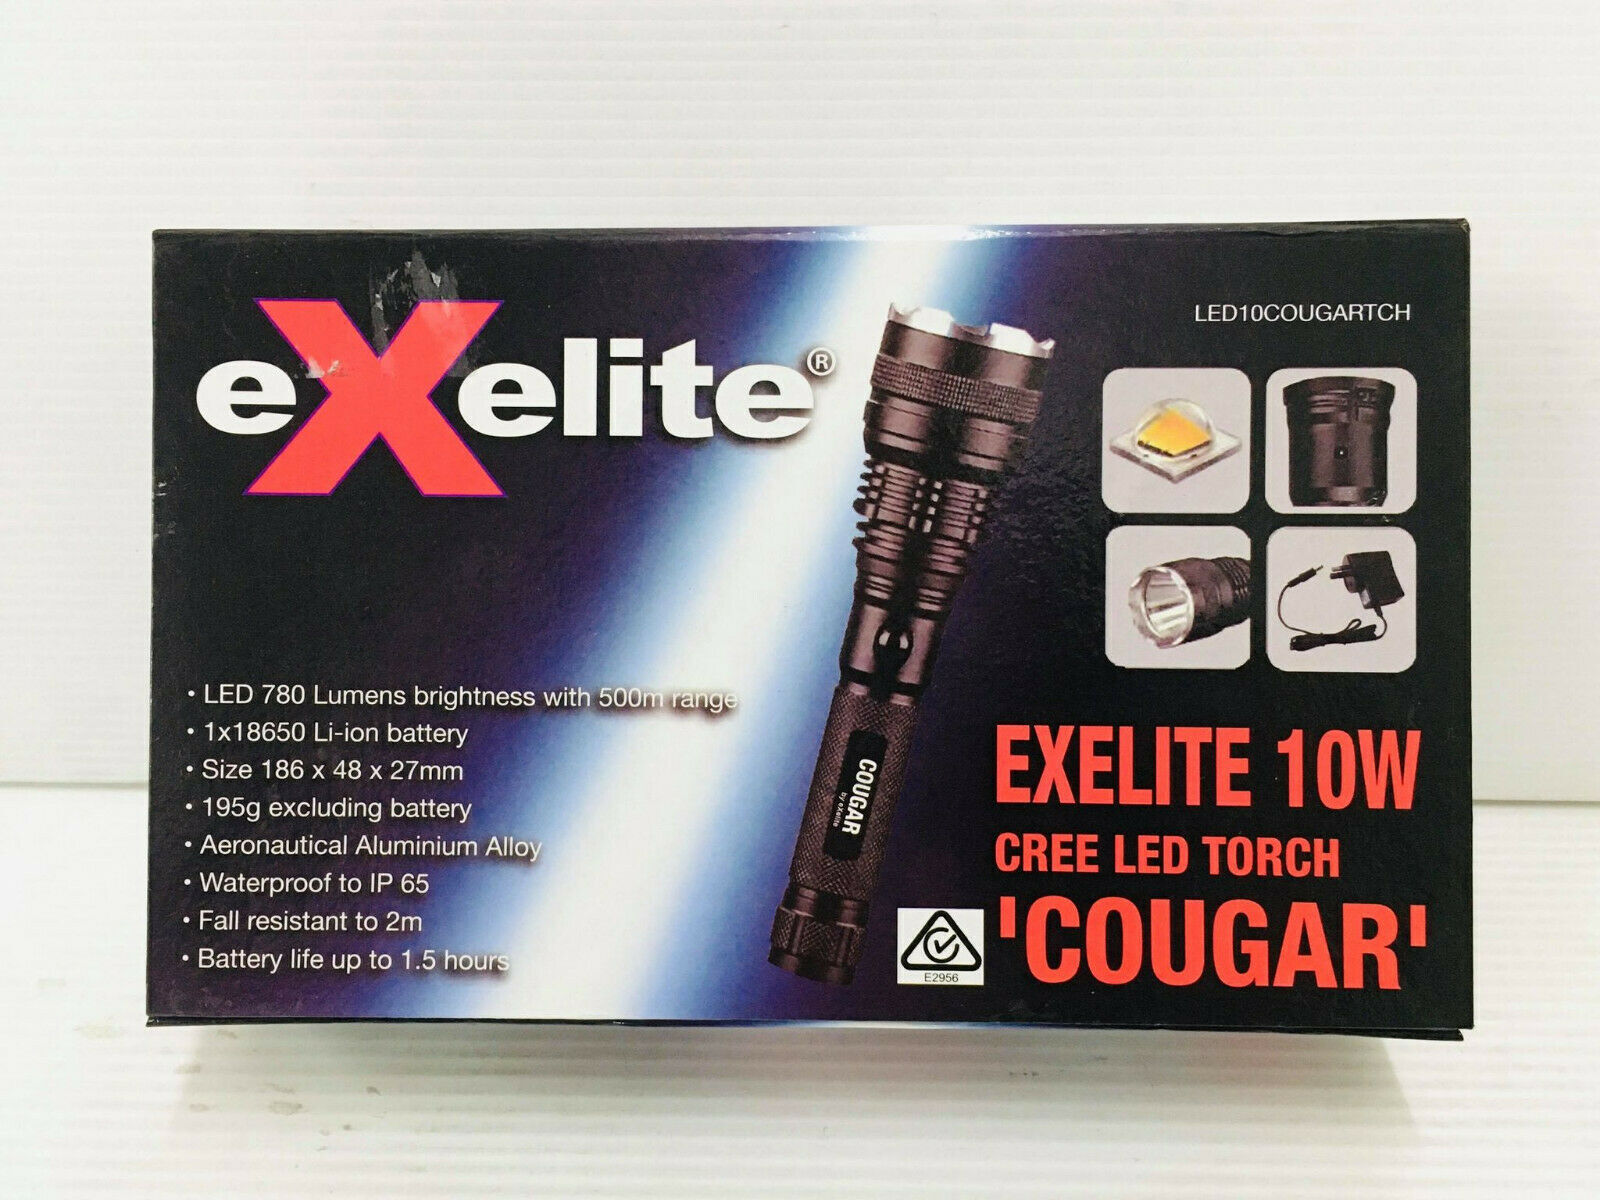 LED10COUGARTCH
eXelite®
• LED 780 Lumens brightness with 500m range
• 1x18650 Li-ion battery
• Size 186 x 48 x 27mm
• 195g excluding battery
• Aeronautical Aluminium Alloy
• Waterproof to IP 65
• Fall resistant to 2m
• Battery life up to 1.5 hours
COUGAR
by eXelite
EXELITE 10W
CREE LED TORCH
'COUGAR'
E2956